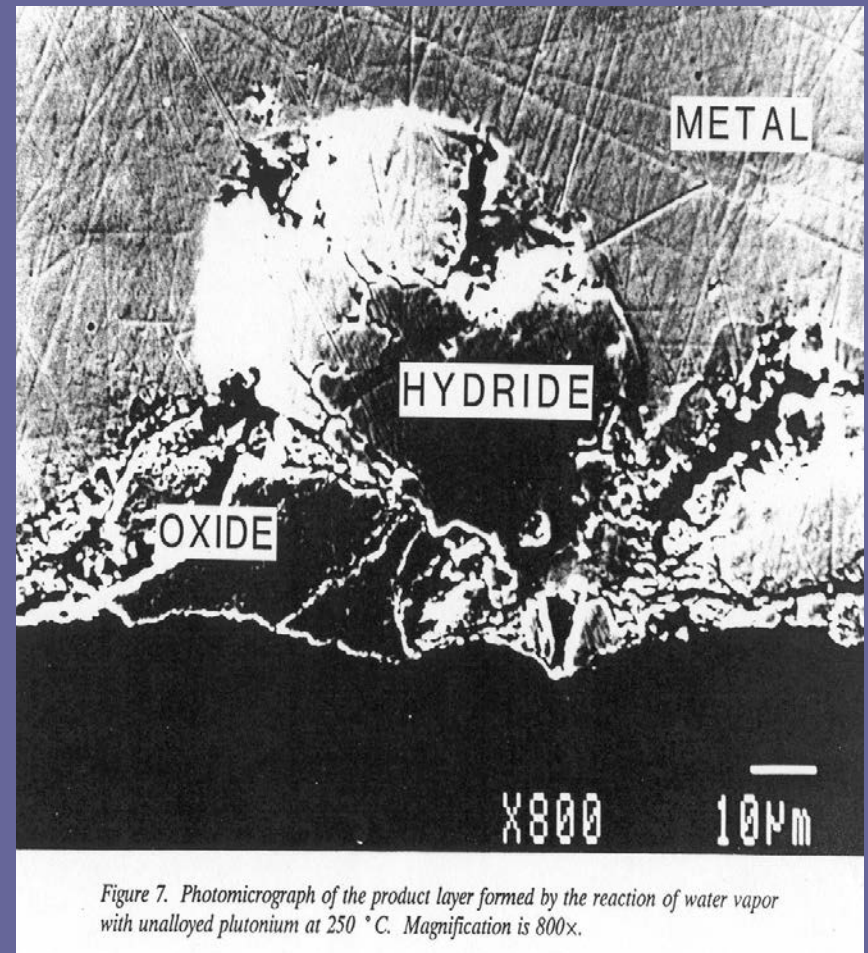 METAL
HYDRIDE
OXIDE
X800 10μm
Figure 7. Photomicrograph of the product layer formed by the reaction of water vapor
with unalloyed plutonium at 250 °C. Magnification is 800×.